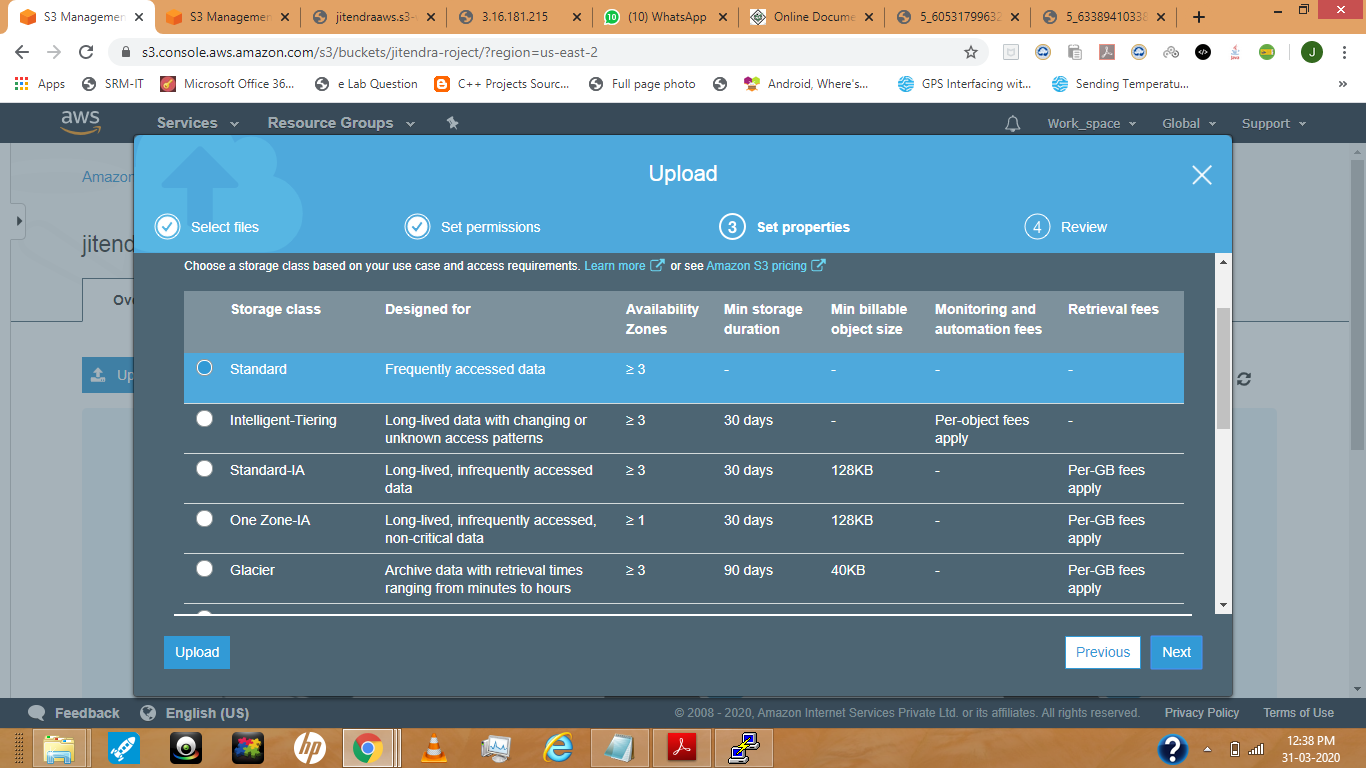 S3 Managemen
S3 Managemen
jitendraaws.s3-
3.16.181.215
(10) WhatsApp
Online Docume
5_60531799632
5_63389410338
s3.console.aws.amazon.com/s3/buckets/jitendra-roject/?region=us-east-2
J
Apps
SRM-IT
Microsoft Office 36...
e Lab Question
C++ Projects Sourc...
Full page photo
Android, Where's...
GPS Interfacing wit...
Sending Temperatu...
»
aws
Services
Resource Groups
Work_space
Global
Support
Amazon
jitend
Ove
Up
Upload
Select files
Set permissions
3 Set properties
4 Review
Choose a storage class based on your use case and access requirements. Learn more or see Amazon S3 pricing
Storage class
Designed for
Availability
Zones
Min storage
duration
Min billable
object size
Monitoring and
automation fees
Retrieval fees
Standard
Frequently accessed data
≥ 3
-
-
-
-
Intelligent-Tiering
Long-lived data with changing or
unknown access patterns
≥ 3
30 days
-
Per-object fees
apply
-
Standard-IA
Long-lived, infrequently accessed
data
≥ 3
30 days
128KB
-
Per-GB fees
apply
One Zone-IA
Long-lived, infrequently accessed,
non-critical data
≥ 1
30 days
128KB
-
Per-GB fees
apply
Glacier
Archive data with retrieval times
ranging from minutes to hours
≥ 3
90 days
40KB
-
Per-GB fees
apply
Upload
Previous
Next
Feedback
English (US)
© 2008 - 2020, Amazon Internet Services Private Ltd. or its affiliates. All rights reserved.
Privacy Policy
Terms of Use
hp
12:38 PM
31-03-2020